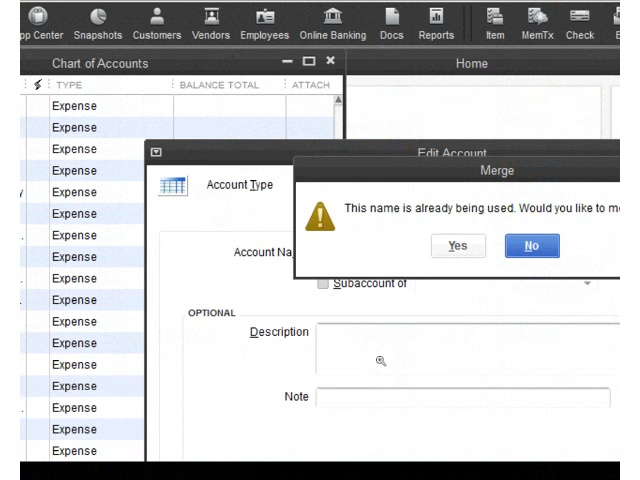 pp Center Snapshots Customers Vendors Employees Online Banking Docs Reports Item MemTx Check
Chart of Accounts Home
TYPE BALANCE TOTAL ATTACH
Expense
Expense
Expense
Edit Account
Expense
Merge
Account Type
Expense
This name is already being used. Would you like to m
Expense
Expense
Yes No
Account Na
Expense
Expense
Subaccount of
Expense
OPTIONAL
Expense
Description
Expense
Expense
Expense
Note
Expense
Expense
Expense